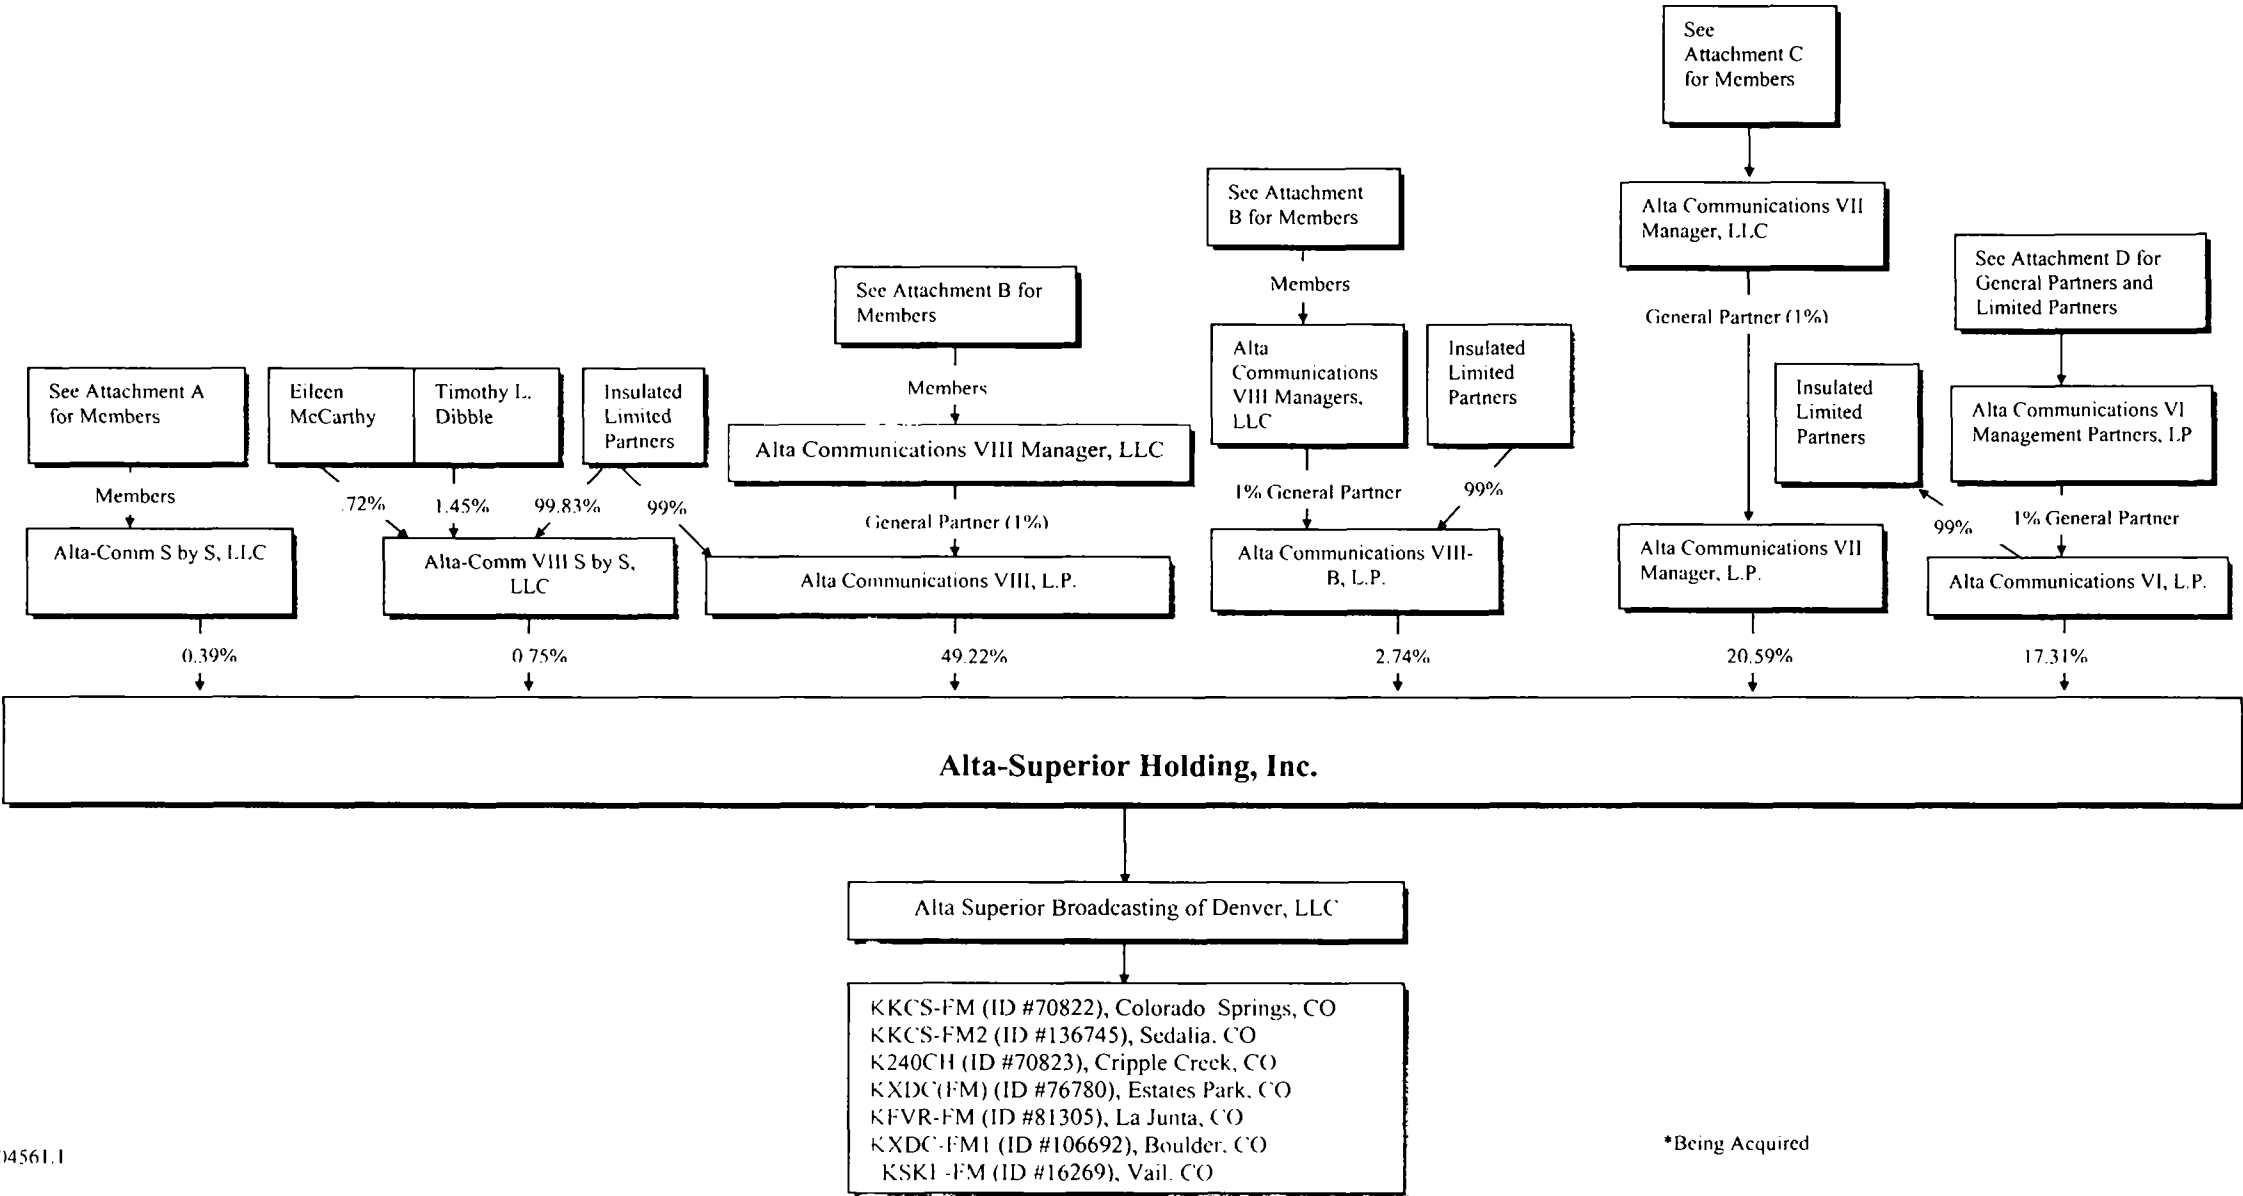 See
Attachment C
for Members
See Attachment
B for Members
Alta Communications VII
Manager, LLC
See Attachment D for
General Partners and
Limited Partners
See Attachment B for
Members
Members
General Partner (1%)
Alta
Communications
VIII Managers,
LLC
Insulated
Limited
Partners
See Attachment A
for Members
Eileen
McCarthy
Timothy L.
Dibble
Insulated
Limited
Partners
Members
Insulated
Limited
Partners
Alta Communications VI
Management Partners, LP
Alta Communications VIII Manager, LLC
Members
.72%
1.45%
99.83%
99%
General Partner (1%)
1% General Partner
99%
99%
1% General Partner
Alta-Comm S by S, LLC
Alta-Comm VIII S by S,
LLC
Alta Communications VIII, L.P.
Alta Communications VIII-
B, L.P.
Alta Communications VII
Manager, L.P.
Alta Communications VI, L.P.
0.39%
0.75%
49.22%
2.74%
20.59%
17.31%
Alta-Superior Holding, Inc.
Alta Superior Broadcasting of Denver, LLC
KKCS-FM (ID #70822), Colorado Springs, CO
KKCS-FM2 (ID #136745), Sedalia, CO
K240CH (ID #70823), Cripple Creek, CO
KXDC(FM) (ID #76780), Estates Park, CO
(ID #81305), La Junta, CO
KXDC-FM1 (ID #106692), Boulder, CO
(ID #16269), Vail, CO
*Being Acquired
04561.1